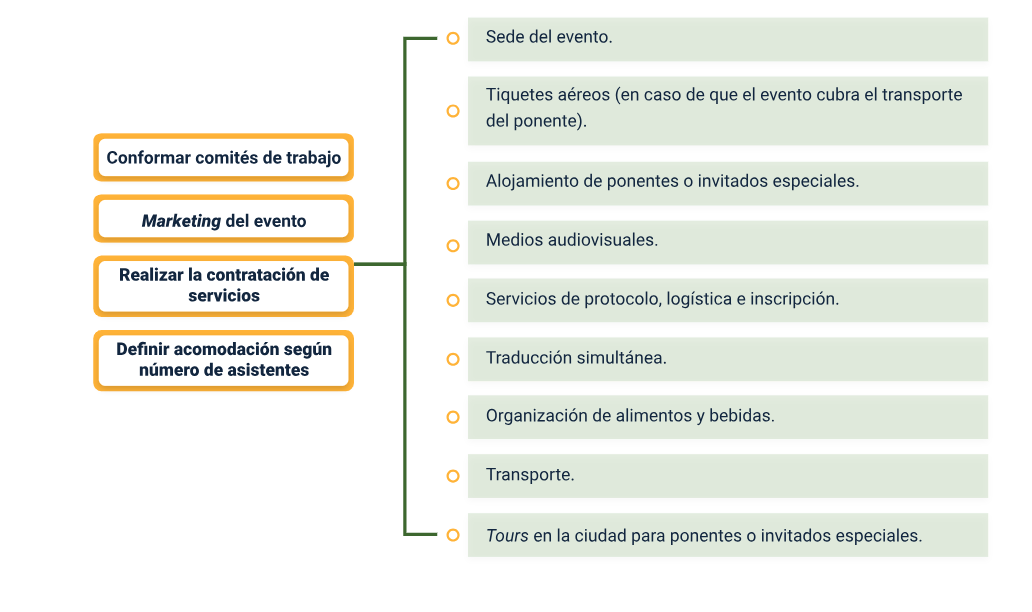 Conformar comités de trabajo
Marketing del evento
Realizar la contratación de
servicios
Definir acomodación según
número de asistentes
Sede del evento.
Tiquetes aéreos (en caso de que el evento cubra el transporte
del ponente).
Alojamiento de ponentes o invitados especiales.
Medios audiovisuales.
Servicios de protocolo, logística e inscripción.
Traducción simultánea.
Organización de alimentos y bebidas.
Transporte.
Tours en la ciudad para ponentes o invitados especiales.